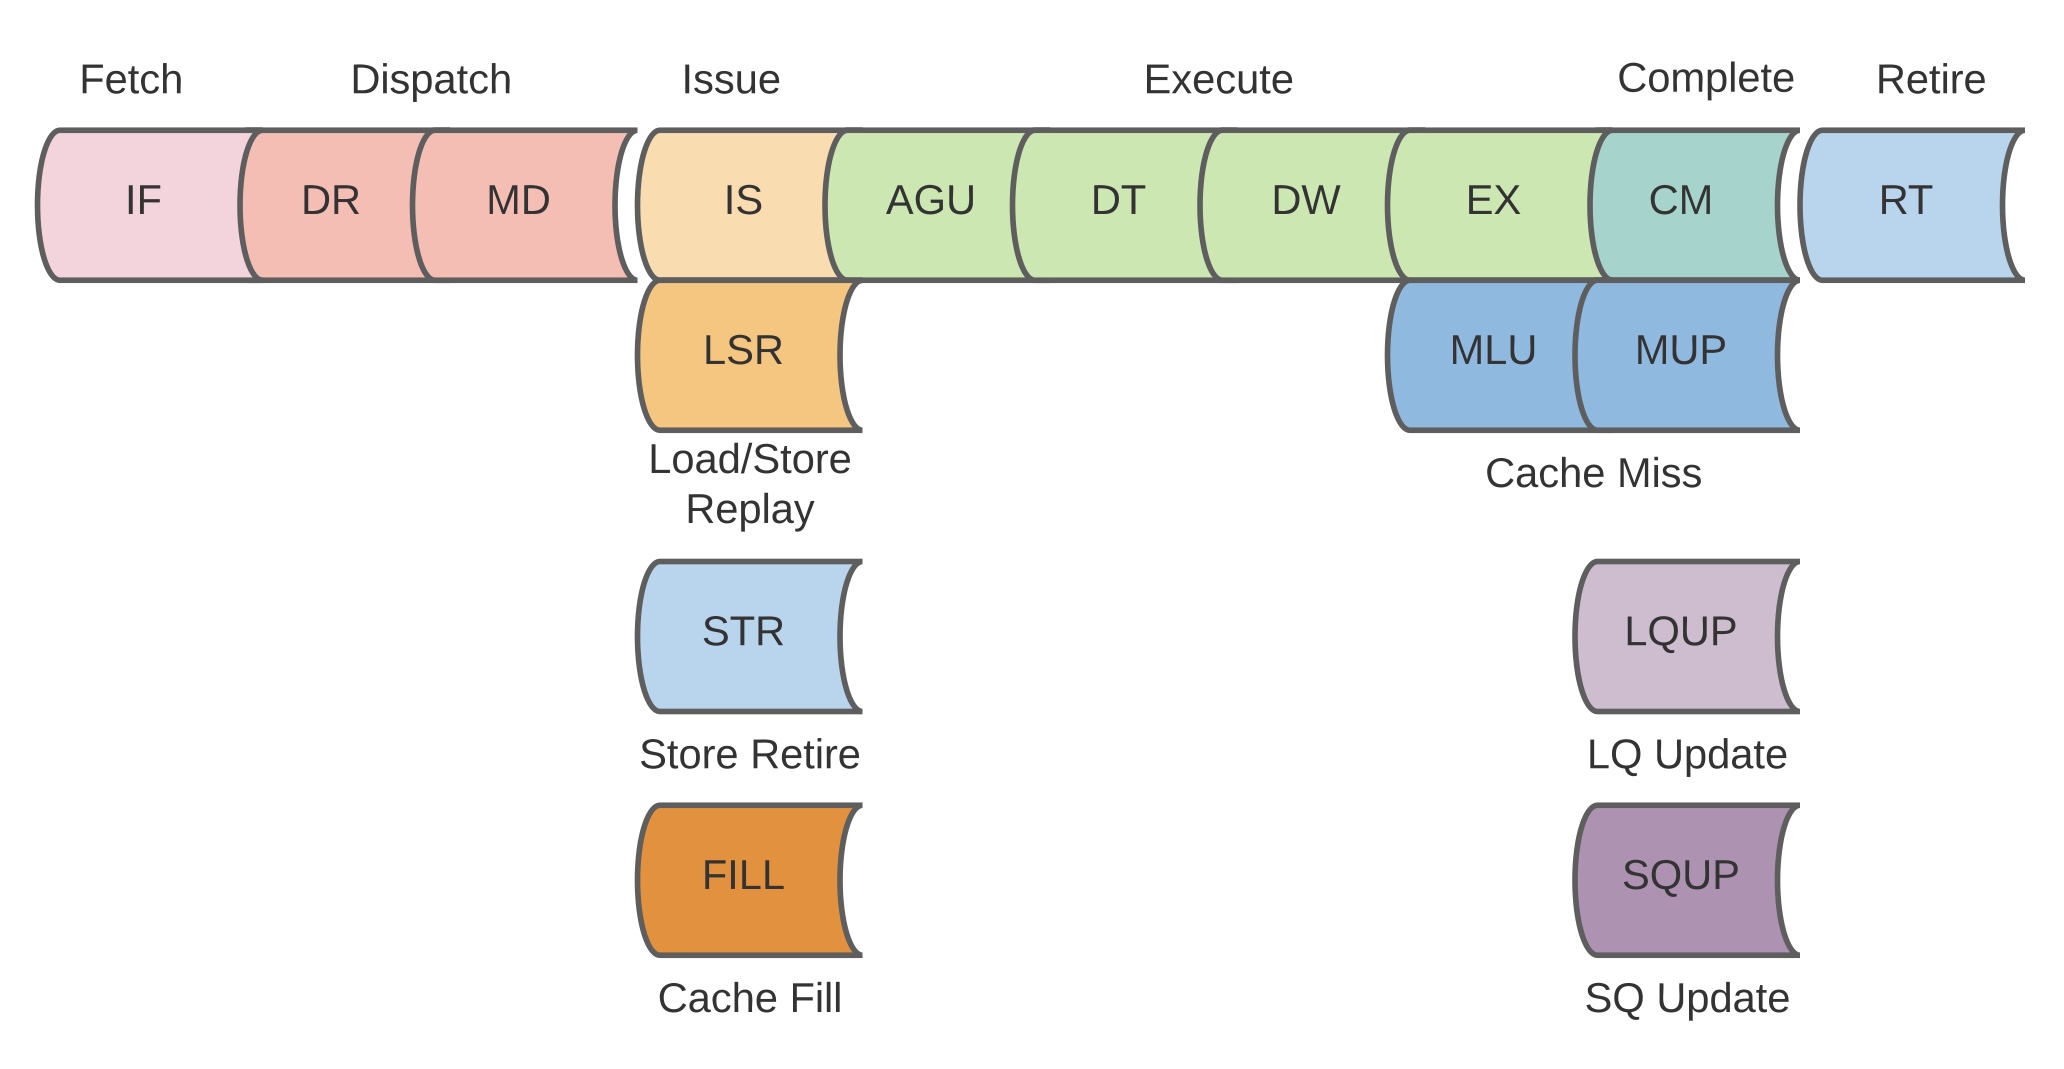 Fetch Dispatch Issue Execute Complete Retire
IF DR MD IS AGU DT DW EX CM RT
LSR MLU MUP
Load/Store
Replay
Cache Miss
STR LQUP
Store Retire LQ Update
FILL SQUP
Cache Fill SQ Update